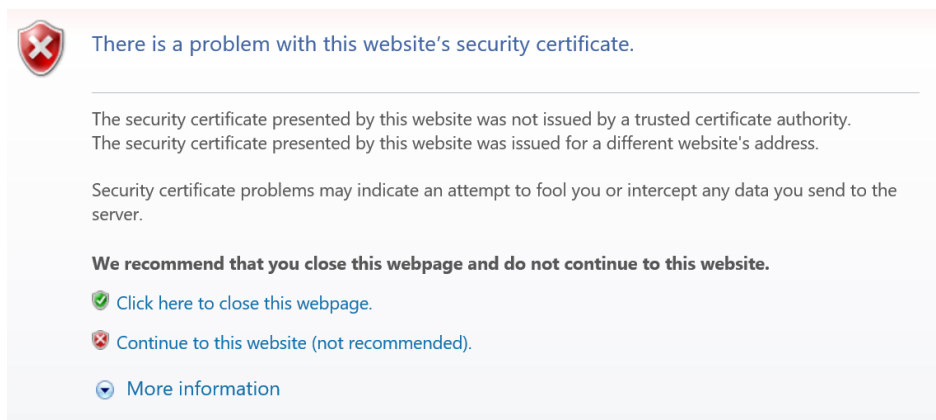 There is a problem with this website’s security certificate.
The security certificate presented by this website was not issued by a trusted certificate authority.
The security certificate presented by this website was issued for a different website's address.
Security certificate problems may indicate an attempt to fool you or intercept any data you send to the
server.
We recommend that you close this webpage and do not continue to this website.
Click here to close this webpage.
Continue to this website (not recommended).
More information